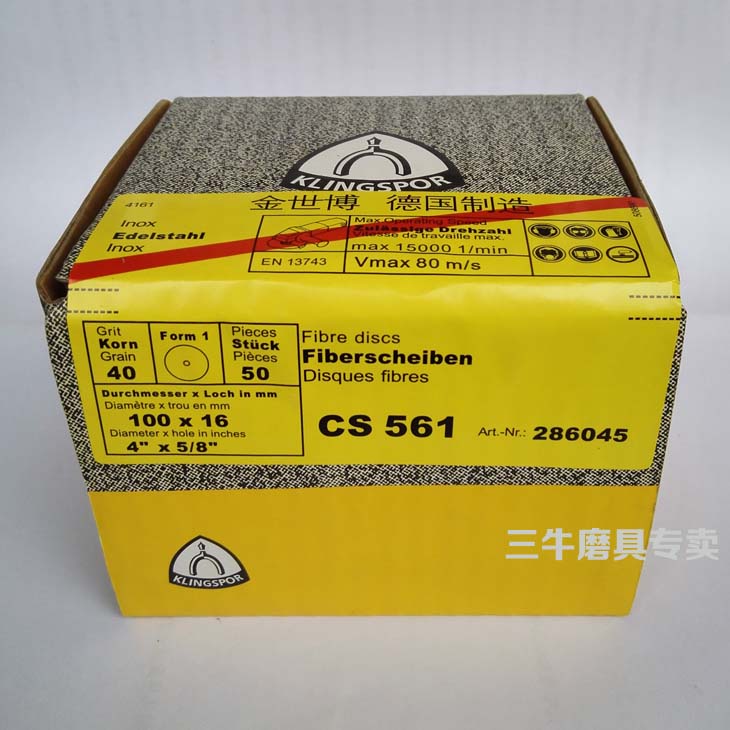 KLINGSPOR
金世博 德国制造
4161
Inox
Edelstahl
Inox
EN 13743
Max Operating Speed
Zulässige Drehzahl
Vitesse de travaille max.
max 15000 1/min
Vmax 80 m/s
Grit
Korn
Grain
40
Form 1
Pieces
Stück
Pièces
50
Fibre discs
Fiberscheiben
Disques fibres
Durchmesser x Loch in mm
Diamètre x trou en mm
100 x 16
Diameter x hole in inches
4" x 5/8"
CS 561 Art.-Nr.: 286045
三牛磨具专卖
KLINGSPOR